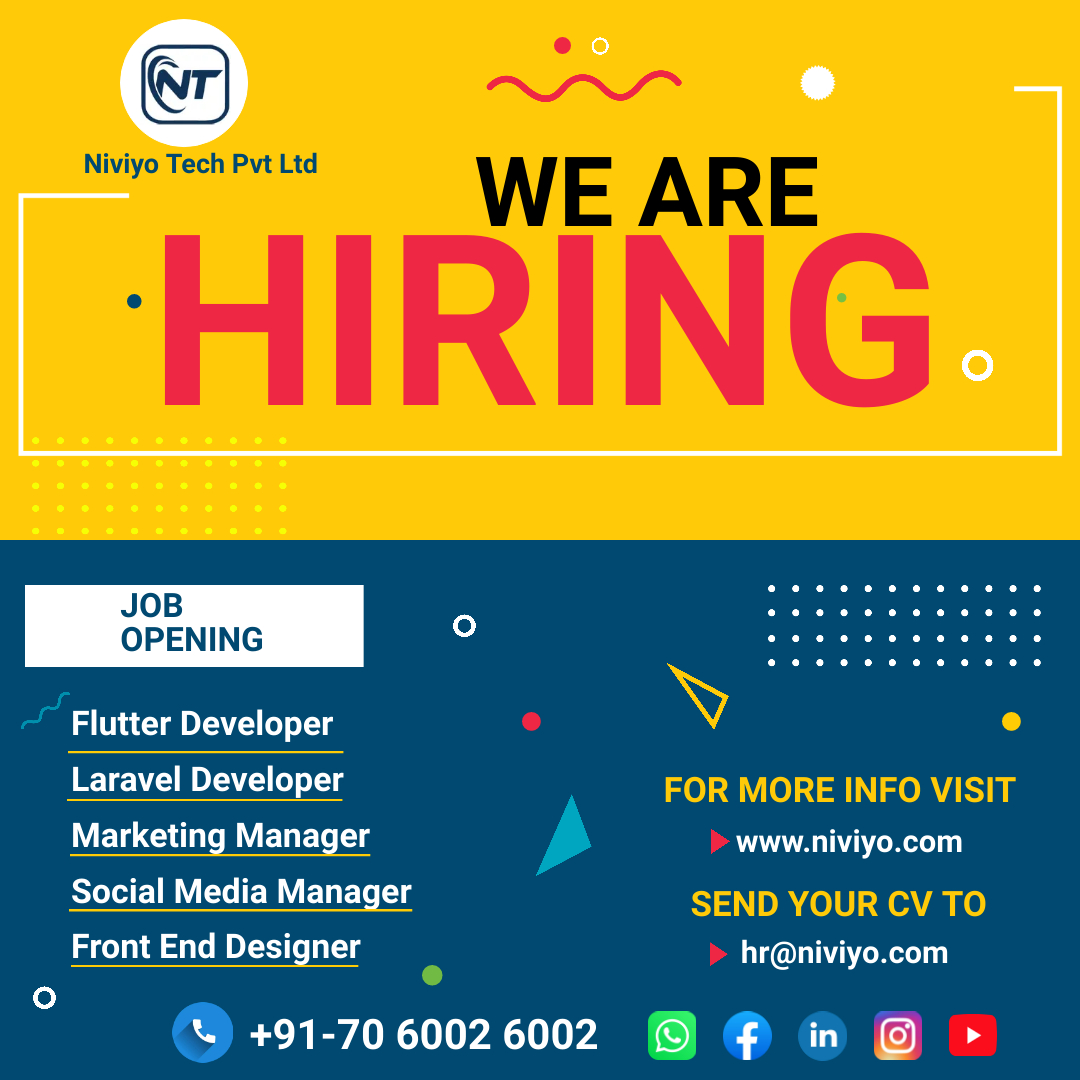 NT
Niviyo Tech Pvt Ltd
WE ARE
HIRING
JOB
OPENING
Flutter Developer
Laravel Developer
Marketing Manager
Social Media Manager
Front End Designer
FOR MORE INFO VISIT
www.niviyo.com
SEND YOUR CV TO
hr@niviyo.com
+91-70 6002 6002
in